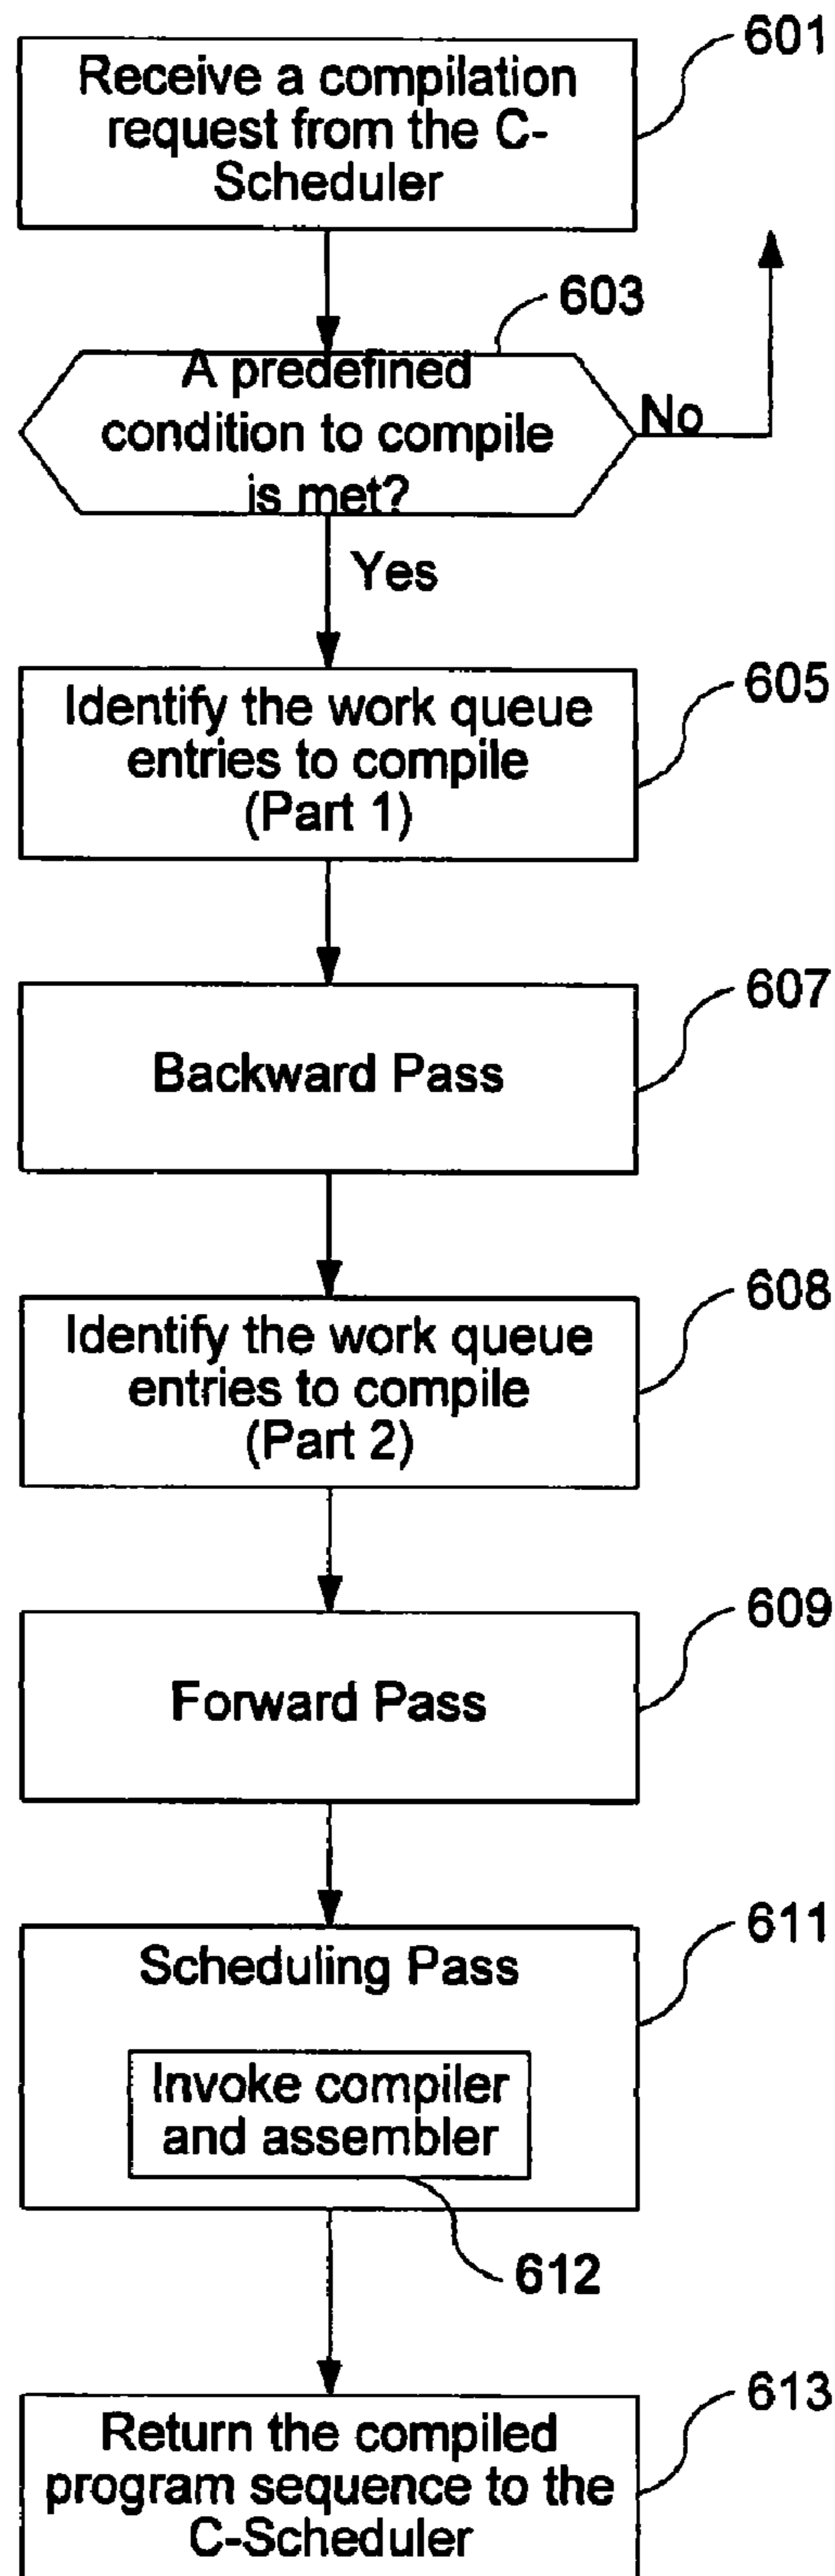 601
Receive a compilation
request from the C-
Scheduler
603
A predefined
condition to compile
is met?
No
Yes
605
Identify the work queue
entries to compile
(Part 1)
607
Backward Pass
608
Identify the work queue
entries to compile
(Part 2)
609
Forward Pass
611
Scheduling Pass
Invoke compiler
and assembler
612
613
Return the compiled
program sequence to the
C-Scheduler